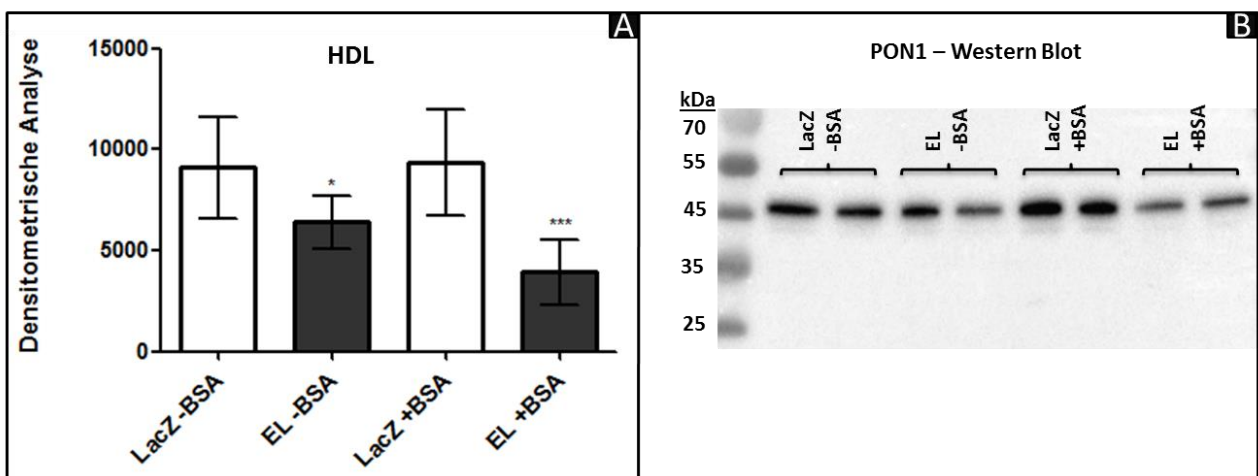 A
HDL
Densitometrische Analyse
15000
10000
5000
0
*
***
LacZ-BSA
EL -BSA
LacZ +BSA
EL +BSA
B
PON1 – Western Blot
kDa
70
55
45
35
25
LacZ
-BSA
EL
-BSA
LacZ
+BSA
EL
+BSA